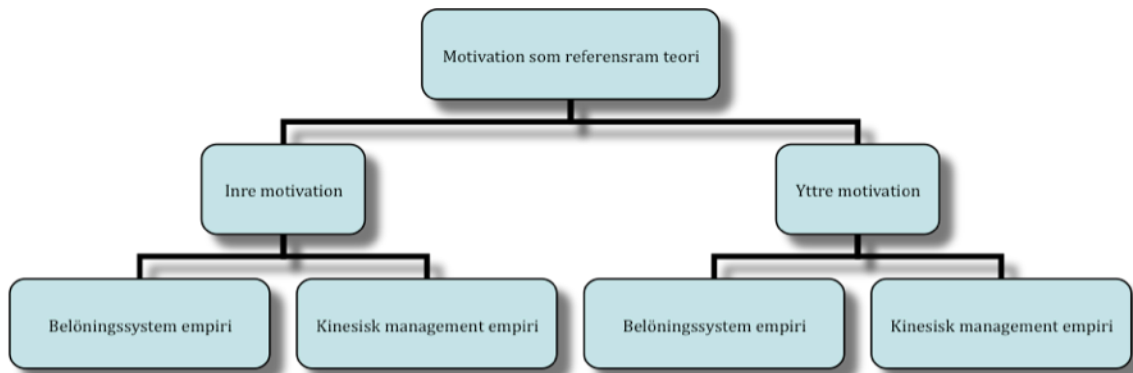 Motivation som referensram teori
Inre motivation
Yttre motivation
Belöningssystem empiri
Kinesisk management empiri
Belöningssystem empiri
Kinesisk management empiri